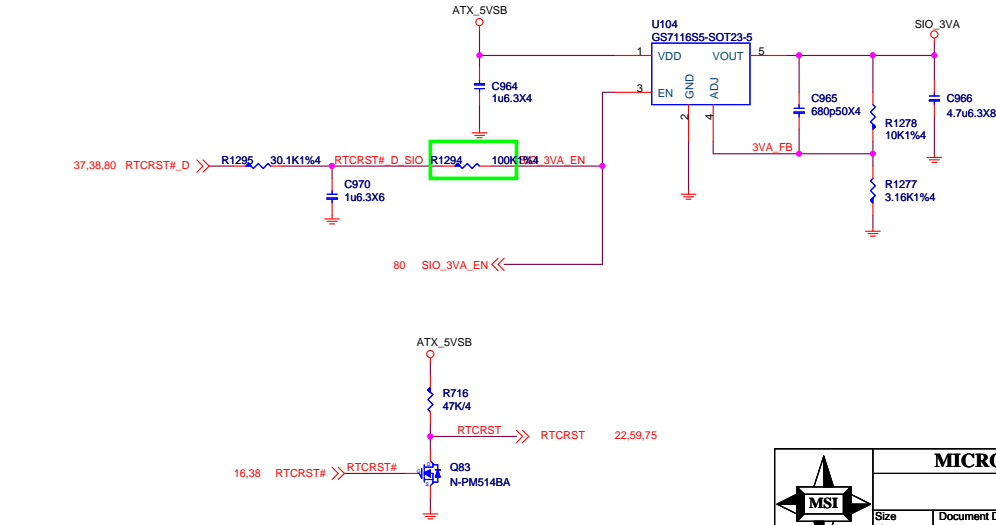 ATX_5VSB
U104
GS7116S5-SOT23-5
SIO_3VA
1 VDD VOUT 5
3 EN GND ADJ
2 4
C964
1u6.3X4
C965
680p50X4
R1278
10K1%4
C966
4.7u6.3X8
3VA_FB
37,38,80 RTCRST#_D R1295 30.1K1%4 RTCRST#_D_SIO R1294 100K1%4 3VA_EN
C970
1u6.3X6
R1277
3.16K1%4
80 SIO_3VA_EN
ATX_5VSB
R716
47K/4
RTCRST RTCRST 22,59,75
16,38 RTCRST# RTCRST# Q83
N-PM514BA
MICRO
MSI
Size Document D